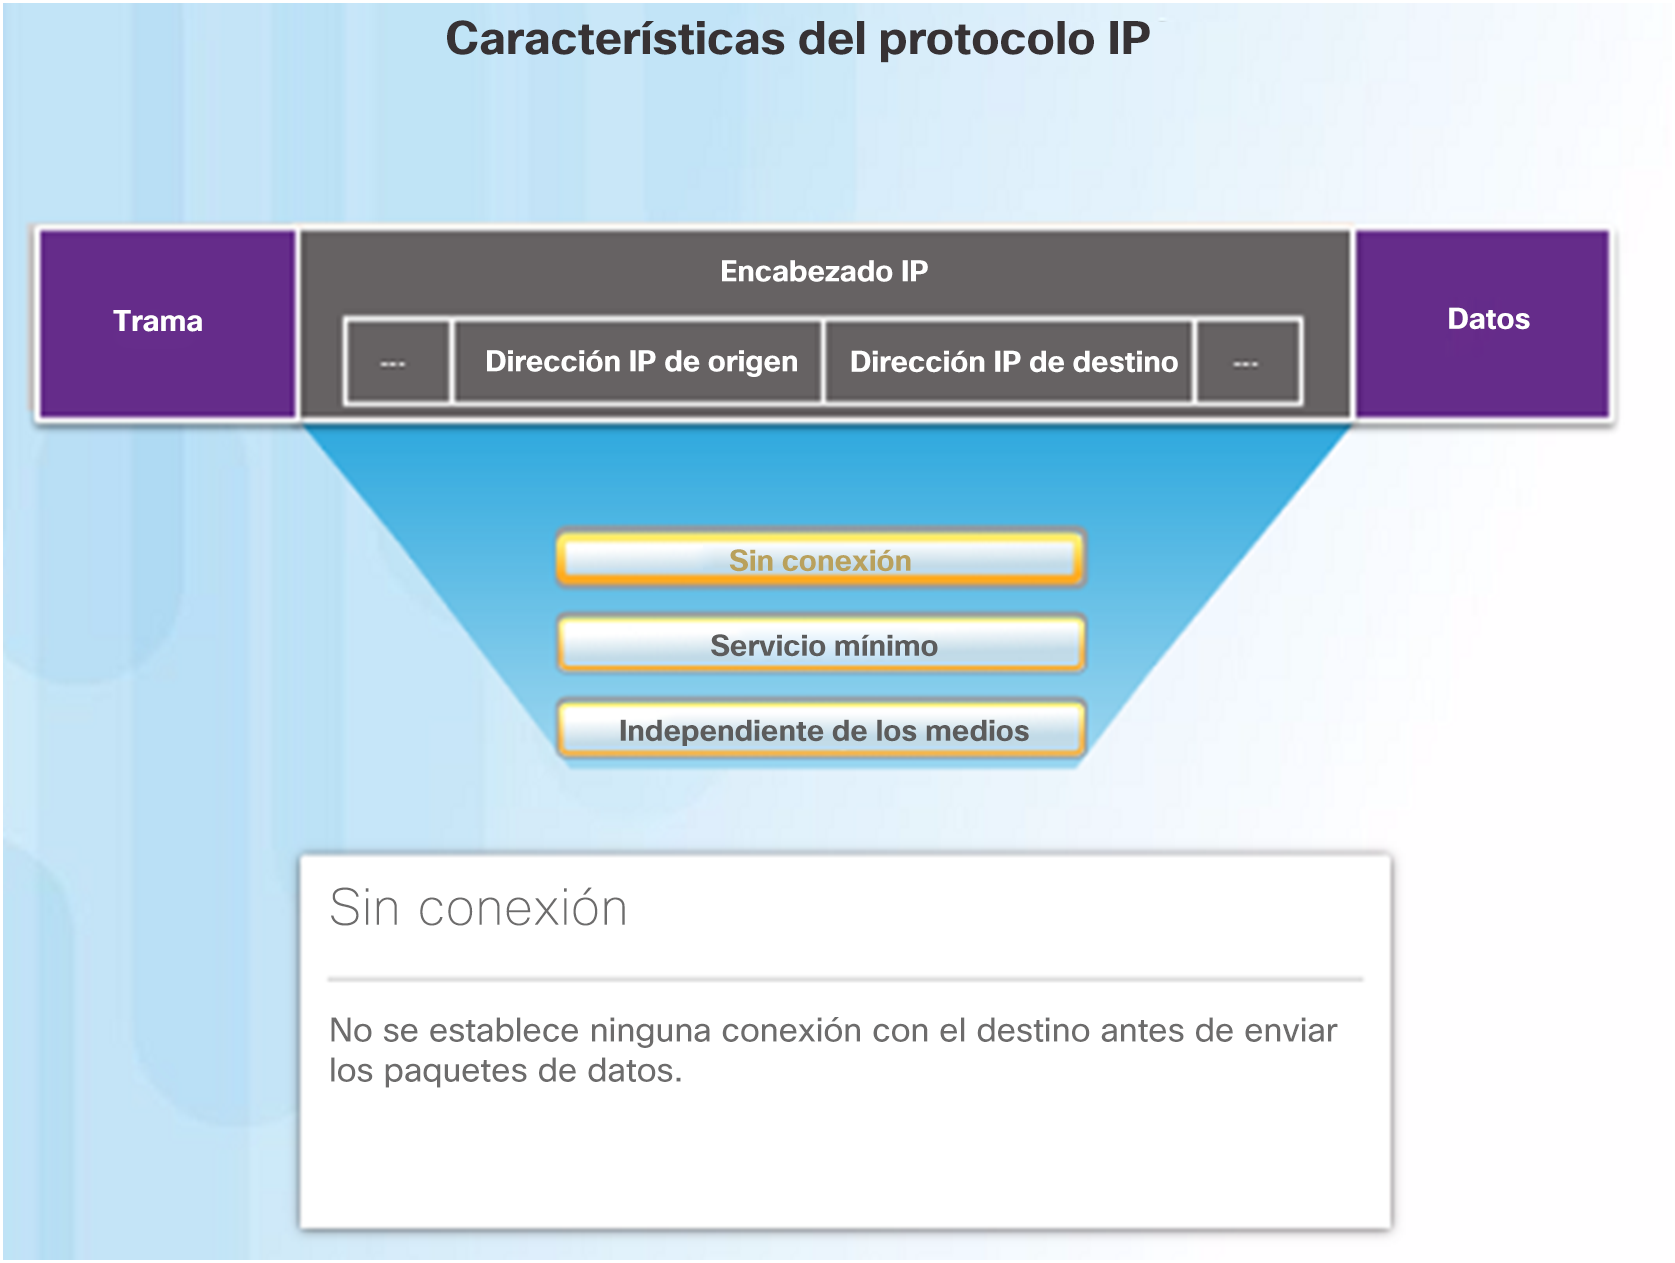 Características del protocolo IP
Encabezado IP
Trama
Datos
---
Dirección IP de origen
Dirección IP de destino
---
Sin conexión
Servicio mínimo
Independiente de los medios
Sin conexión
No se establece ninguna conexión con el destino antes de enviar
los paquetes de datos.